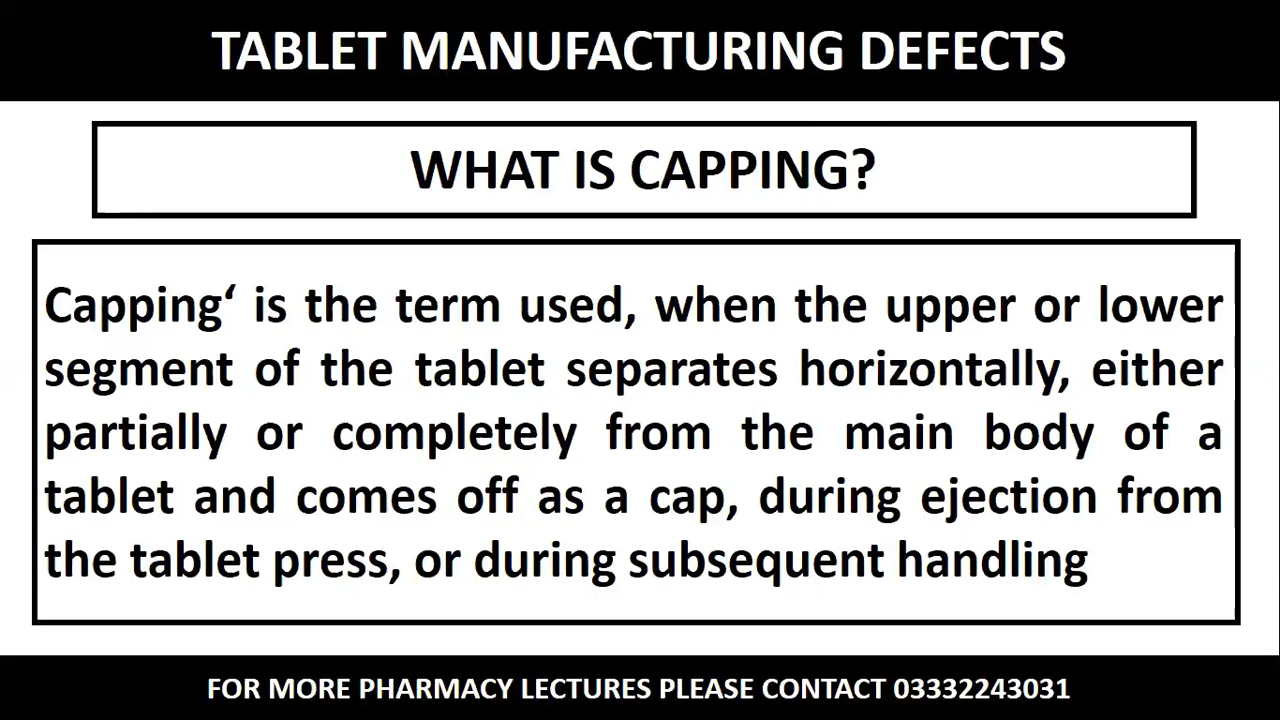 TABLET MANUFACTURING DEFECTS
WHAT IS CAPPING?
Capping‘ is the term used, when the upper or lower
segment of the tablet separates horizontally, either
partially or completely from the main body of a
tablet and comes off as a cap, during ejection from
the tablet press, or during subsequent handling
FOR MORE PHARMACY LECTURES PLEASE CONTACT 03332243031